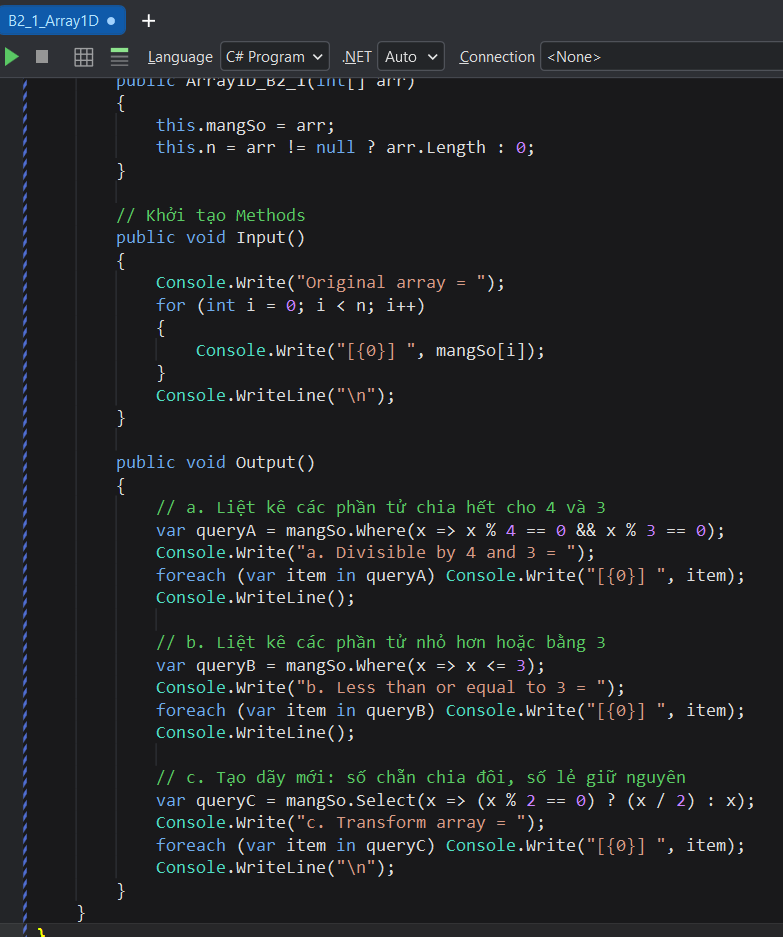 B2_1_Array1D
Language C# Program .NET Auto Connection <None>
public Array1D_B2_1(int[] arr)
{
this.mangSo = arr;
this.n = arr != null ? arr.Length : 0;
}
// Khởi tạo Methods
public void Input()
{
Console.Write("Original array = ");
for (int i = 0; i < n; i++)
{
Console.Write("[{0}] ", mangSo[i]);
}
Console.WriteLine("\n");
}
public void Output()
{
// a. Liệt kê các phần tử chia hết cho 4 và 3
var queryA = mangSo.Where(x => x % 4 == 0 && x % 3 == 0);
Console.Write("a. Divisible by 4 and 3 = ");
foreach (var item in queryA) Console.Write("[{0}] ", item);
Console.WriteLine();
// b. Liệt kê các phần tử nhỏ hơn hoặc bằng 3
var queryB = mangSo.Where(x => x <= 3);
Console.Write("b. Less than or equal to 3 = ");
foreach (var item in queryB) Console.Write("[{0}] ", item);
Console.WriteLine();
// c. Tạo dãy mới: số chẵn chia đôi, số lẻ giữ nguyên
var queryC = mangSo.Select(x => (x % 2 == 0) ? (x / 2) : x);
Console.Write("c. Transform array = ");
foreach (var item in queryC) Console.Write("[{0}] ", item);
Console.WriteLine("\n");
}
}
}